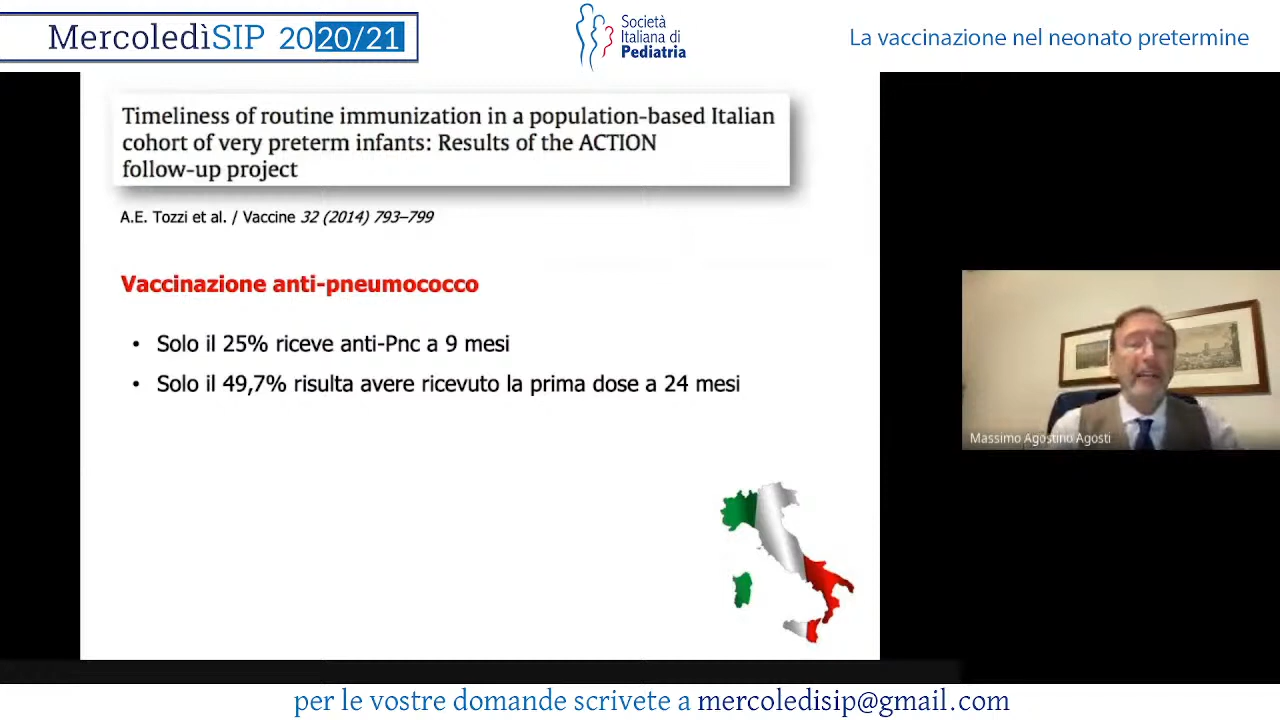 MercoledìSIP 2020/21
Società
Italiana di
Pediatria
La vaccinazione nel neonato pretermine
Timeliness of routine immunization in a population-based Italian
cohort of very preterm infants: Results of the ACTION
follow-up project
A.E. Tozzi et al. / Vaccine 32 (2014) 793–799
Vaccinazione anti-pneumococco
• Solo il 25% riceve anti-Pnc a 9 mesi
• Solo il 49,7% risulta avere ricevuto la prima dose a 24 mesi
Massimo Agostino Agosti
per le vostre domande scrivete a mercoledisip@gmail.com